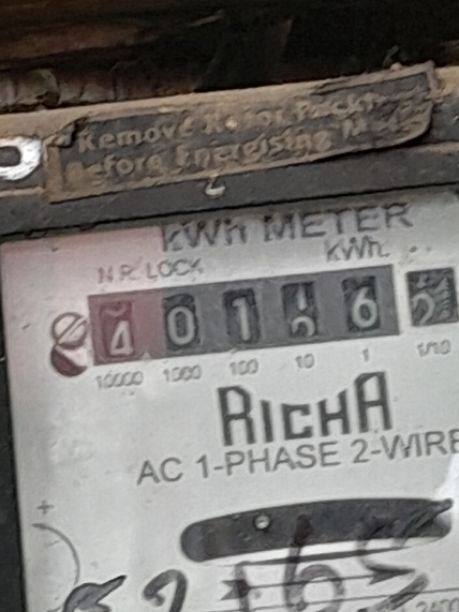 Remove Rotor Packing
Before Energising Meter
kWh METER
kWh.
N.R. LOCK
4 0 1 6
10000 1000 100 10 1 1/10
RICHA
AC 1-PHASE 2-WIRE